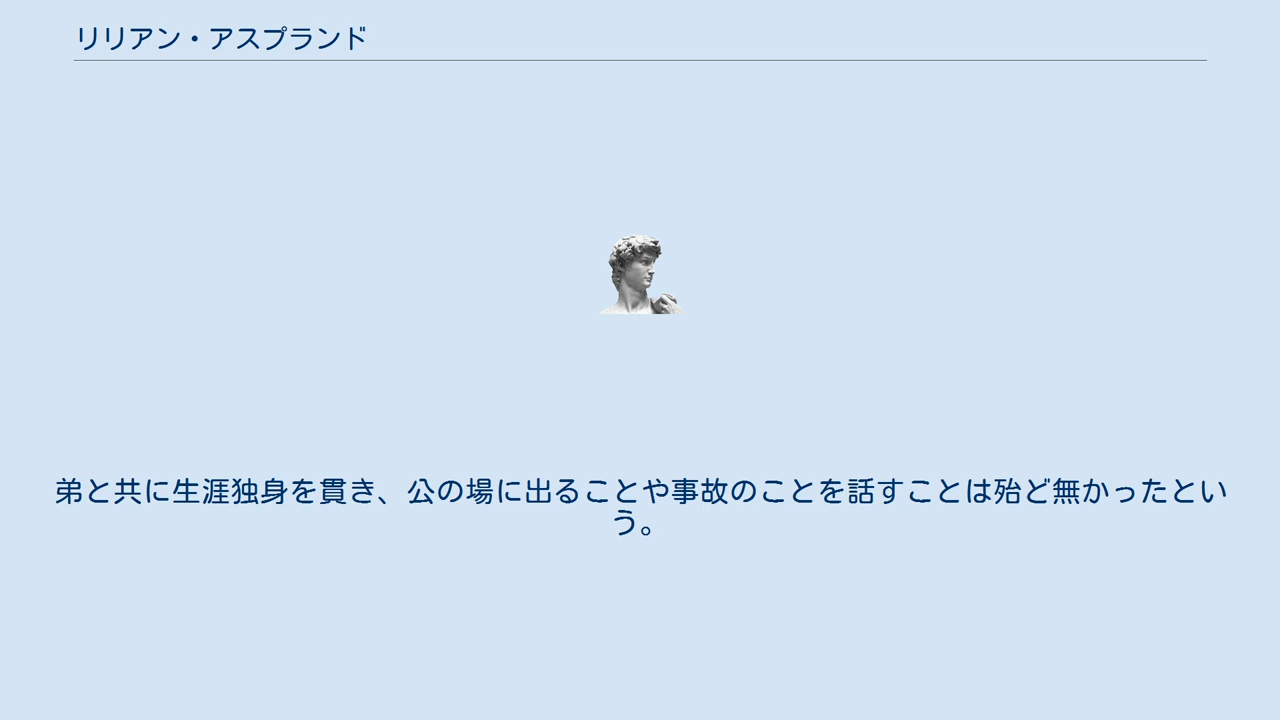 リリアン・アスプランド
弟と共に生涯独身を貫き、公の場に出ることや事故のことを話すことは殆ど無かったとい
う。